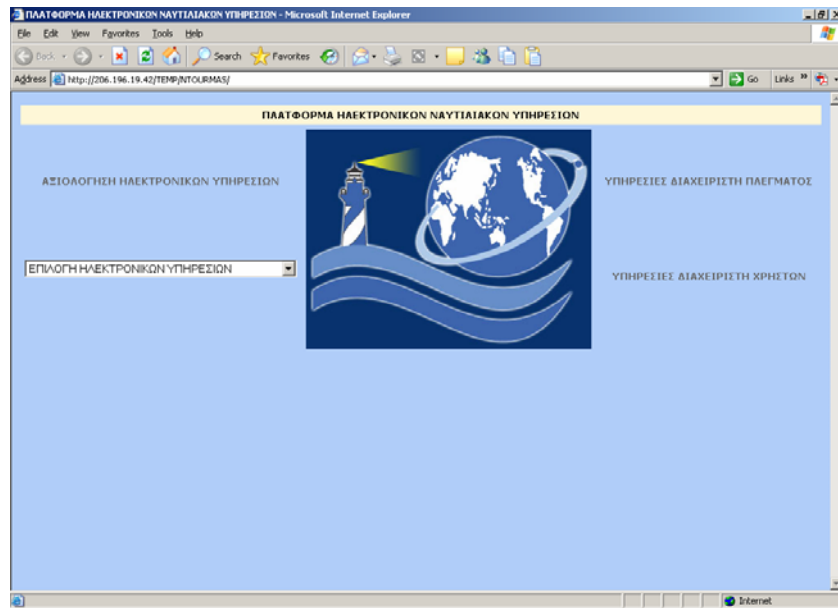 ΠΛΑΤΦΟΡΜΑ ΗΛΕΚΤΡΟΝΙΚΩΝ ΝΑΥΤΙΛΙΑΚΩΝ ΥΠΗΡΕΣΙΩΝ - Microsoft Internet Explorer
File Edit View Favorites Tools Help
Back Search Favorites
Address http://206.196.19.42/TEMP/NTOURMAS/ Go Links »
ΠΛΑΤΦΟΡΜΑ ΗΛΕΚΤΡΟΝΙΚΩΝ ΝΑΥΤΙΛΙΑΚΩΝ ΥΠΗΡΕΣΙΩΝ
ΑΞΙΟΛΟΓΗΣΗ ΗΛΕΚΤΡΟΝΙΚΩΝ ΥΠΗΡΕΣΙΩΝ
ΥΠΗΡΕΣΙΕΣ ΔΙΑΧΕΙΡΙΣΤΗ ΠΛΕΓΜΑΤΟΣ
ΕΠΙΛΟΓΗ ΗΛΕΚΤΡΟΝΙΚΩΝ ΥΠΗΡΕΣΙΩΝ
ΥΠΗΡΕΣΙΕΣ ΔΙΑΧΕΙΡΙΣΤΗ ΧΡΗΣΤΩΝ
Internet